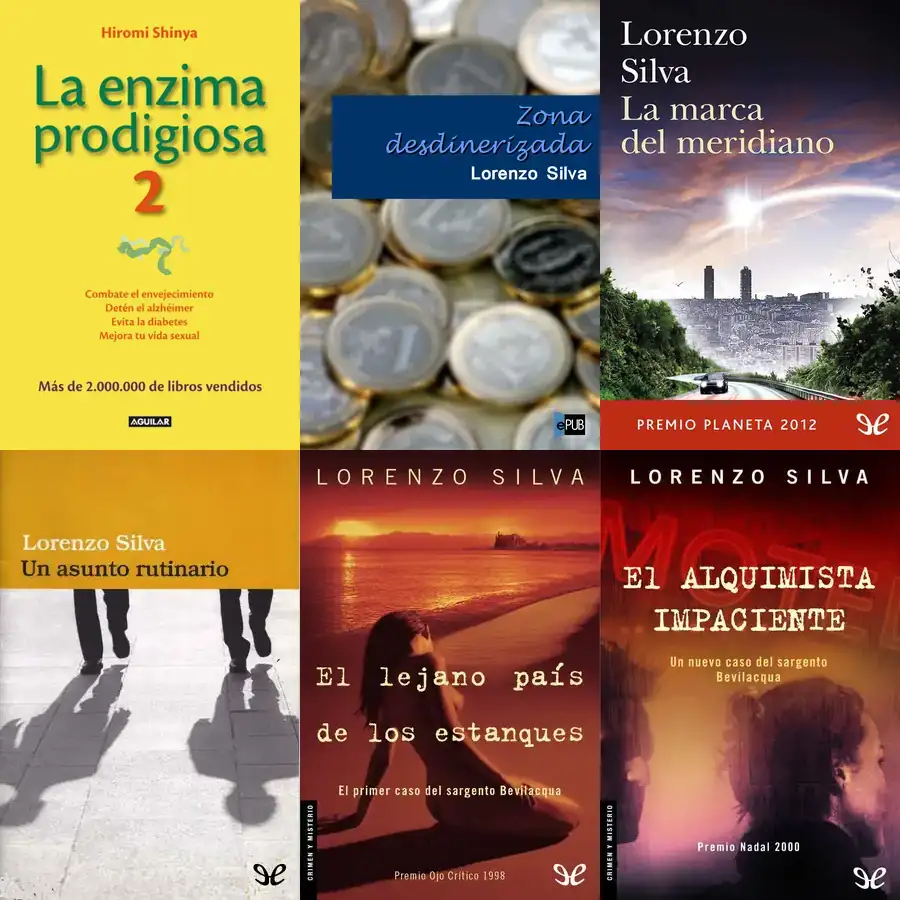 Hiromi Shinya
La enzima
prodigiosa
2
Combate el envejecimiento
Detén el alzhéimer
Evita la diabetes
Mejora tu vida sexual
Más de 2.000.000 de libros vendidos
AGUILAR
Zona
desdinerizada
Lorenzo Silva
ePUB
Lorenzo
Silva
La marca
del meridiano
PREMIO PLANETA 2012
Lorenzo Silva
Un asunto rutinario
LORENZO SILVA
El lejano país
de los estanques
El primer caso del sargento Bevilacqua
CRIMEN Y MISTERIO
Premio Ojo Crítico 1998
LORENZO SILVA
MOTEL
El ALQUIMISTA
IMPACIENTE
Un nuevo caso del sargento
Bevilacqua
CRIMEN Y MISTERIO
Premio Nadal 2000